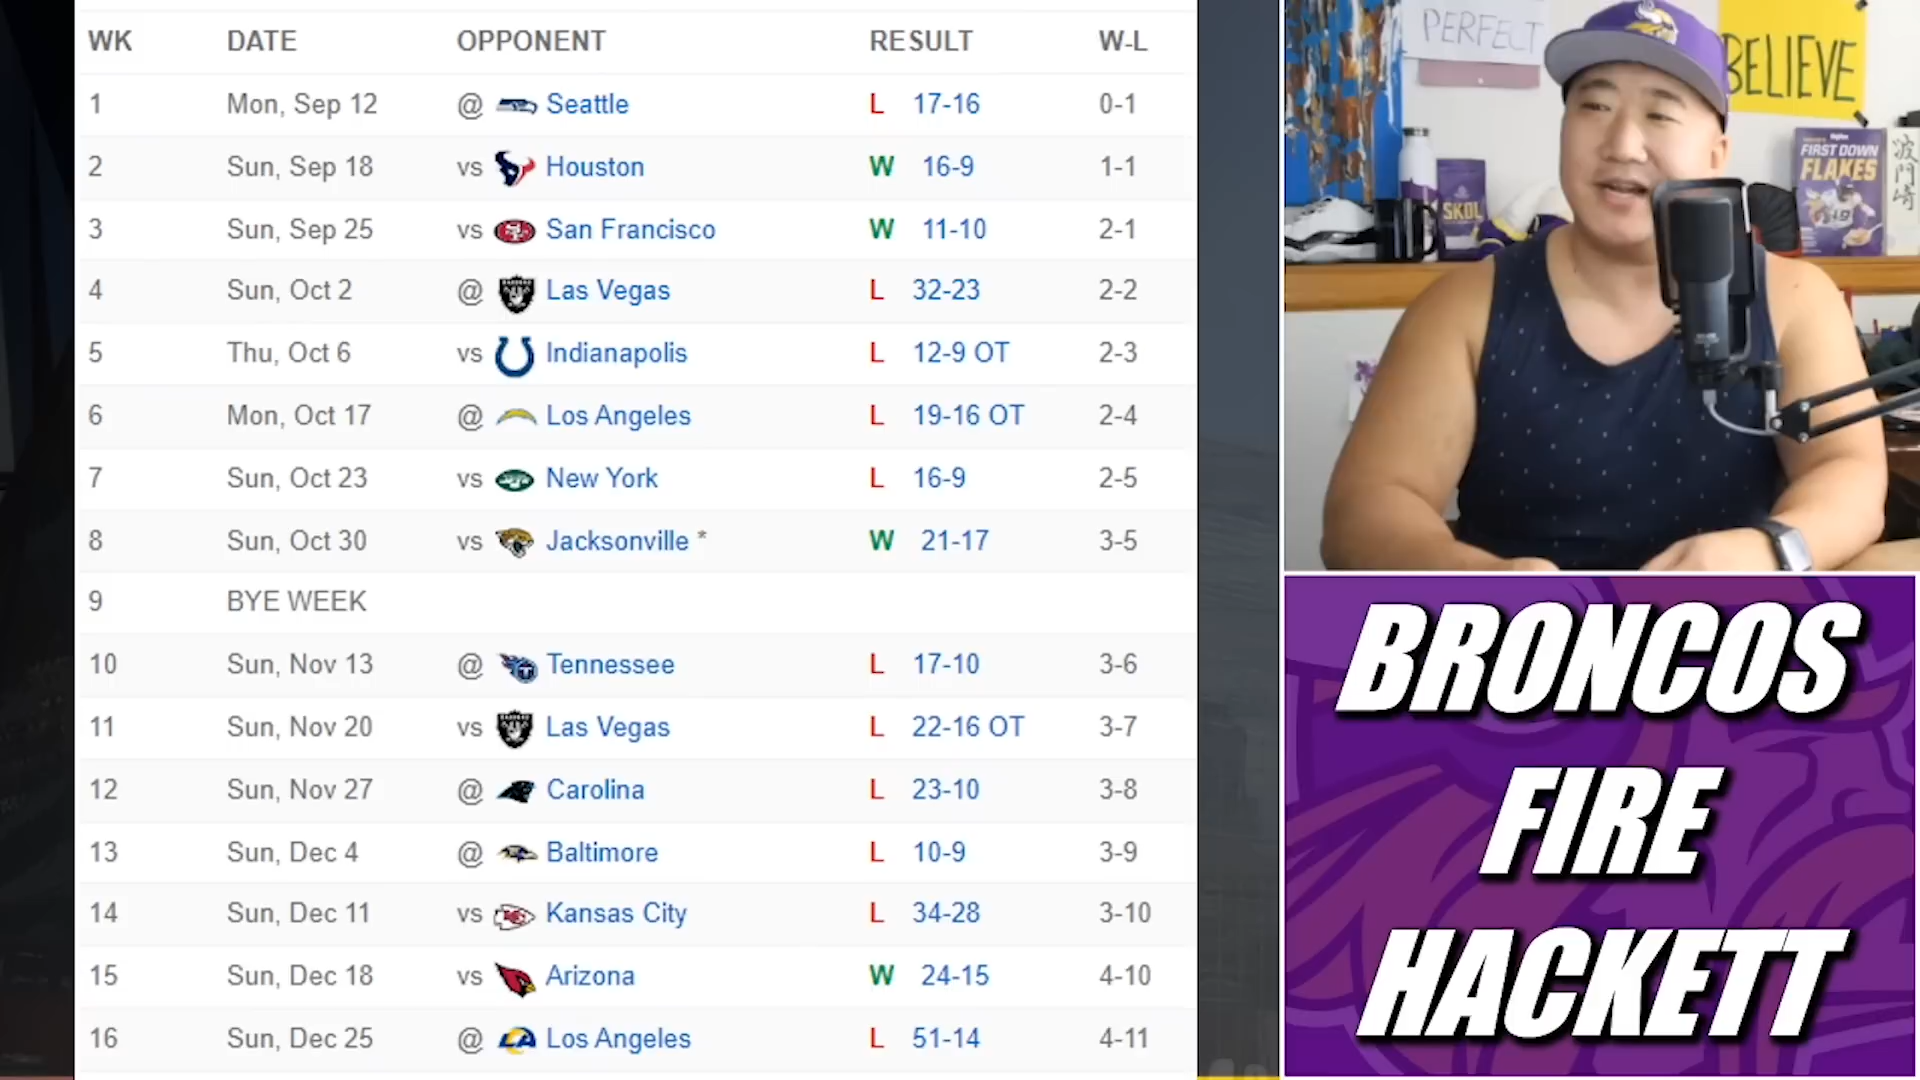 WK DATE OPPONENT RESULT W-L
1 Mon, Sep 12 @ Seattle L 17-16 0-1
2 Sun, Sep 18 vs Houston W 16-9 1-1
3 Sun, Sep 25 vs San Francisco W 11-10 2-1
4 Sun, Oct 2 @ Las Vegas L 32-23 2-2
5 Thu, Oct 6 vs Indianapolis L 12-9 OT 2-3
6 Mon, Oct 17 @ Los Angeles L 19-16 OT 2-4
7 Sun, Oct 23 vs New York L 16-9 2-5
8 Sun, Oct 30 vs Jacksonville * W 21-17 3-5
9 BYE WEEK
10 Sun, Nov 13 @ Tennessee L 17-10 3-6
11 Sun, Nov 20 vs Las Vegas L 22-16 OT 3-7
12 Sun, Nov 27 @ Carolina L 23-10 3-8
13 Sun, Dec 4 @ Baltimore L 10-9 3-9
14 Sun, Dec 11 vs Kansas City L 34-28 3-10
15 Sun, Dec 18 vs Arizona W 24-15 4-10
16 Sun, Dec 25 @ Los Angeles L 51-14 4-11
PERFECT
BELIEVE
SKOL
FIRST DOWN
FLAKES
19
BRONCOS
FIRE
HACKETT